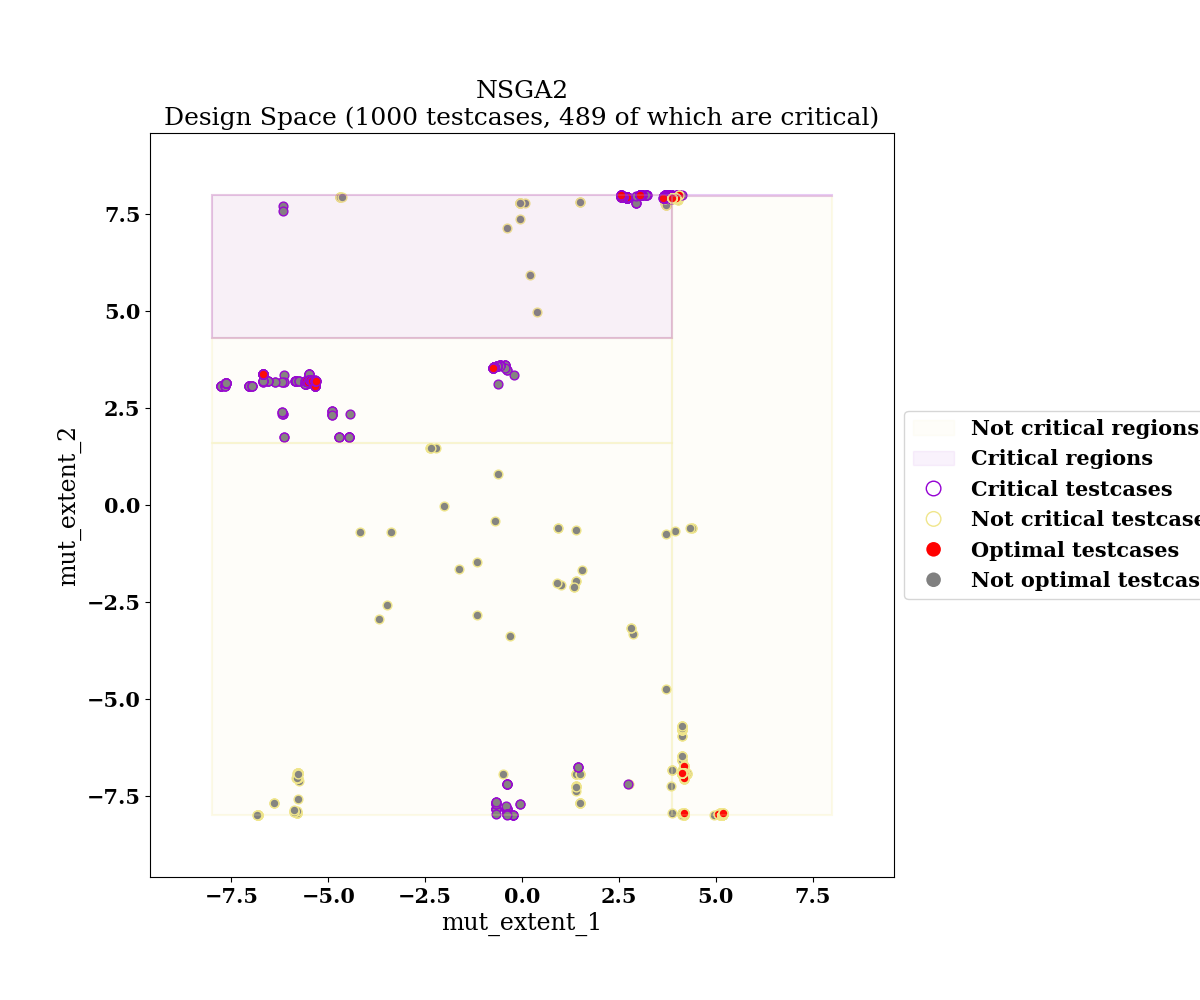 NSGA2
Design Space (1000 testcases, 489 of which are critical)
7.5
5.0
2.5
0.0
−2.5
−5.0
−7.5
mut_extent_2
−7.5
−5.0
−2.5
0.0
2.5
5.0
7.5
mut_extent_1
Not critical regions
Critical regions
Critical testcases
Not critical testcase
Optimal testcases
Not optimal testcas